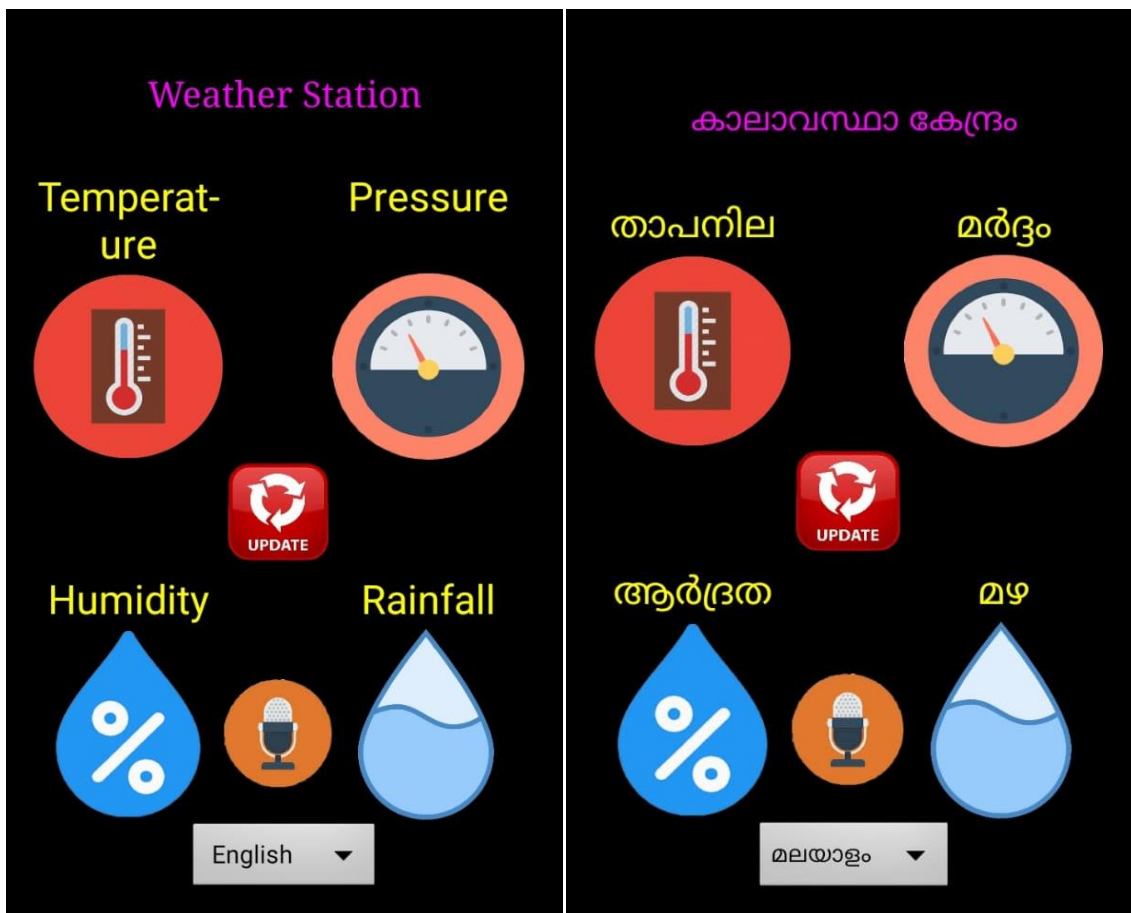 Weather Station
Temperat-
ure
Pressure
UPDATE
Humidity
Rainfall
English
കാലാവസ്ഥാ കേന്ദ്രം
താപനില
മർദ്ദം
UPDATE
ആർദ്രത
മഴ
മലയാളം